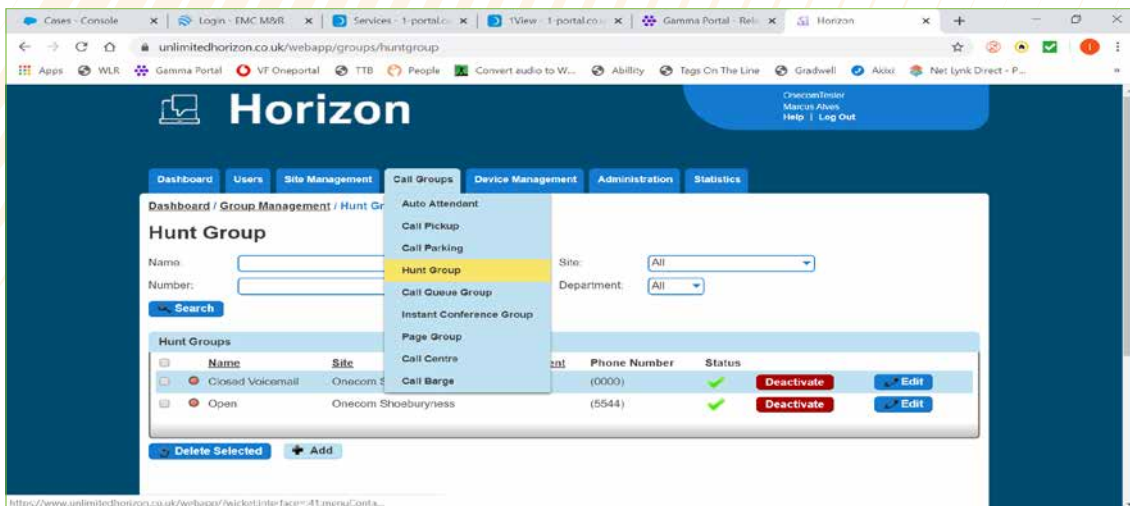 Cases - Console
Login - EMC M&R
Services - 1-portal.c
1View - 1-portal.co.u
Gamma Portal - Relo
Horizon
unlimitedhorizon.co.uk/webapp/groups/huntgroup
Apps WLR Gamma Portal VF Oneportal TTB People Convert audio to W... Abillity Tags On The Line Gradwell Akixi Net Lynk Direct - P...
Horizon
OnecomTester
Marcus Alves
Help | Log Out
Dashboard Users Site Management Call Groups Device Management Administration Statistics
Dashboard / Group Management / Hunt Gr
Auto Attendant
Call Pickup
Call Parking
Hunt Group
Call Queue Group
Instant Conference Group
Page Group
Call Centre
Call Barge
Hunt Group
Name: Site: All
Number: Department: All
Search
Hunt Groups
Name Site ent Phone Number Status
Closed Voicemail Onecom S (0000) Deactivate Edit
Open Onecom Shoeburyness (5544) Deactivate Edit
Delete Selected Add